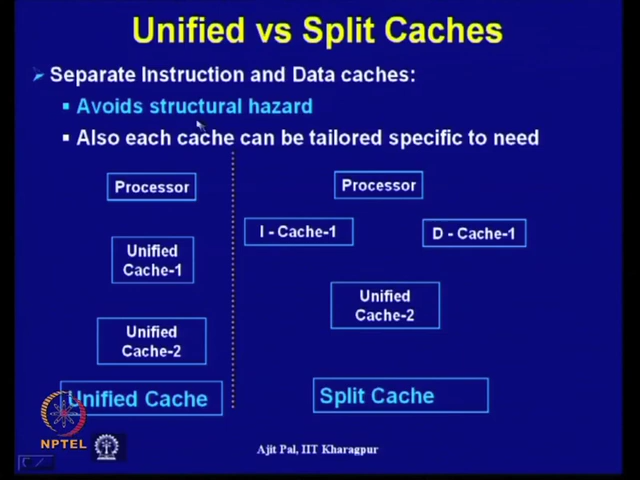 Unified vs Split Caches
Separate Instruction and Data caches:
Avoids structural hazard
Also each cache can be tailored specific to need
Processor
Unified
Cache-1
Unified
Cache-2
Unified Cache
Processor
I - Cache-1
D - Cache-1
Unified
Cache-2
Split Cache
NPTEL
Ajit Pal, IIT Kharagpur